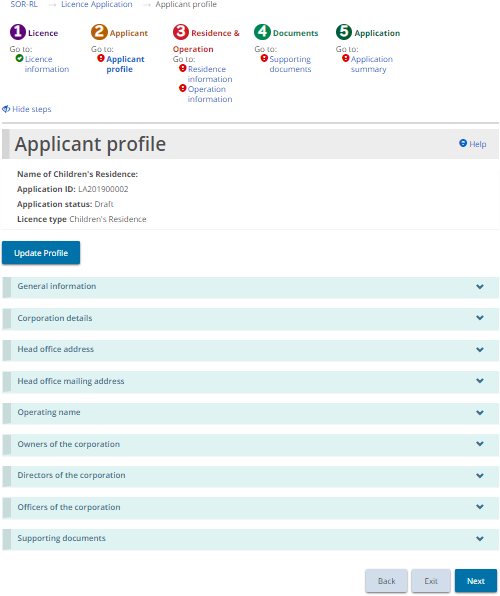 SOR-RL → Licence Application → Applicant profile
1 Licence
Go to:
Licence
information
2 Applicant
Go to:
Applicant
profile
3 Residence &
Operation
Go to:
Residence
information
Operation
information
4 Documents
Go to:
Supporting
documents
5 Application
Go to:
Application
summary
Hide steps
Applicant profile
Help
Name of Children's Residence:
Application ID: LA201900002
Application status: Draft
Licence type Children's Residence
Update Profile
General information
Corporation details
Head office address
Head office mailing address
Operating name
Owners of the corporation
Directors of the corporation
Officers of the corporation
Supporting documents
Back Exit Next